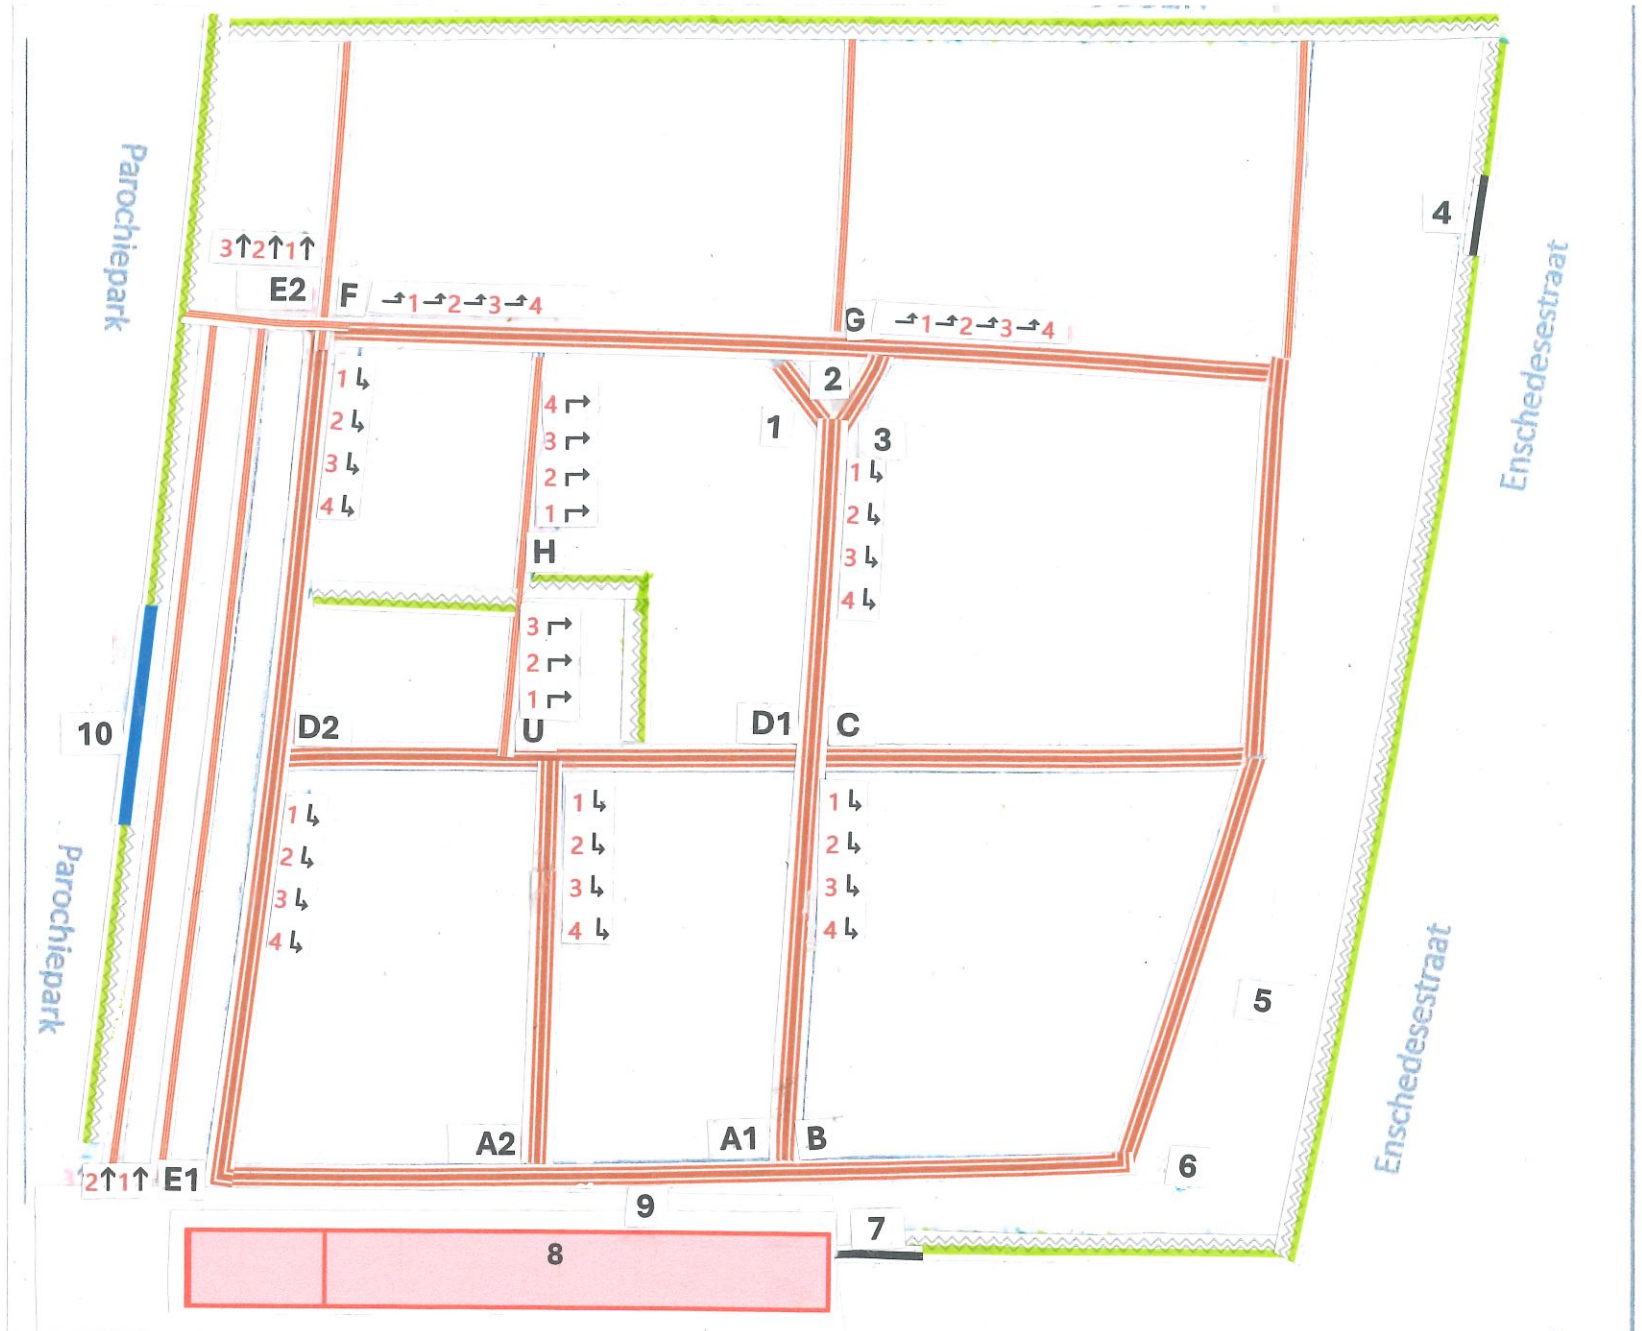 Parochiepark
4
3↑2↑1↑
Enschedesestraat
E2
F
⬏1⬏2⬏3⬏4
G
⬏1⬏2⬏3⬏4
1↳
2↳
3↳
4↳
4↱
3↱
2↱
1↱
2
1
3
1↳
2↳
3↳
4↳
H
3↱
2↱
1↱
10
D2
U
D1
C
1↳
2↳
3↳
4↳
1↳
2↳
3↳
4↳
1↳
2↳
3↳
4↳
Parochiepark
5
Enschedesestraat
A2
A1
B
6
3↑2↑1↑
E1
9
7
8